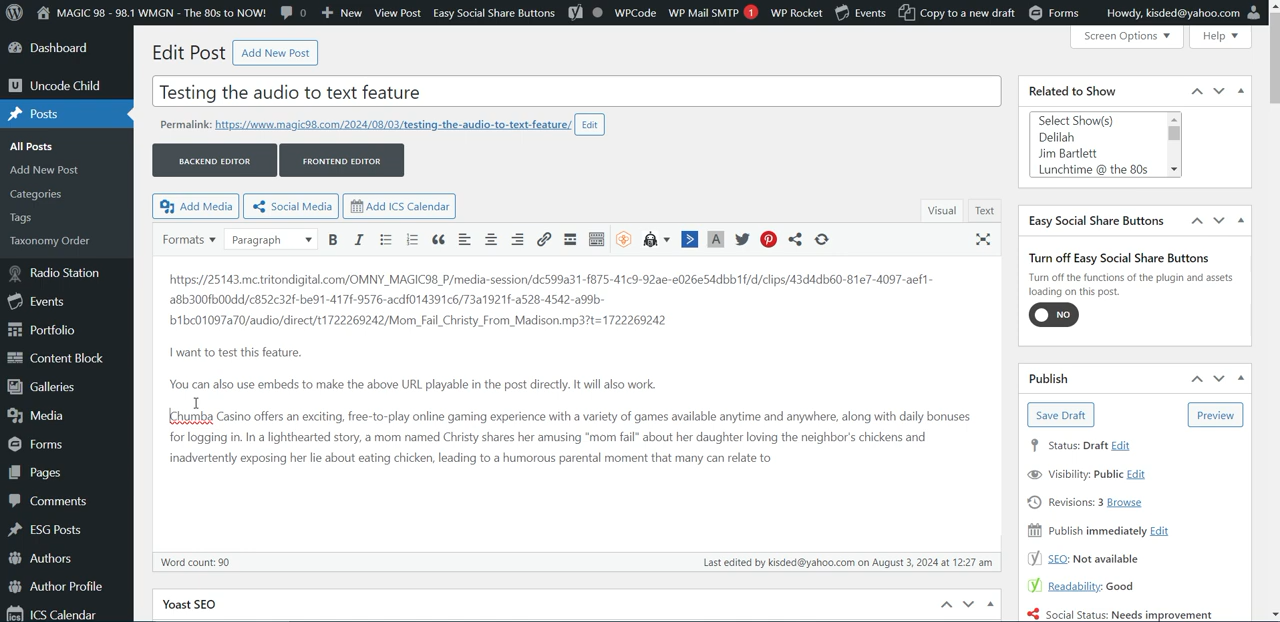 MAGIC 98 - 98.1 WMGN - The 80s to NOW! 0 New View Post Easy Social Share Buttons WPCode WP Mail SMTP 1 WP Rocket Events Copy to a new draft Forms Howdy, kisded@yahoo.com
Screen Options Help
Dashboard
Uncode Child
Posts
All Posts
Add New Post
Categories
Tags
Taxonomy Order
Radio Station
Events
Portfolio
Content Block
Galleries
Media
Forms
Pages
Comments
ESG Posts
Authors
Author Profile
ICS Calendar
Edit Post Add New Post
Testing the audio to text feature
Permalink: https://www.magic98.com/2024/08/03/testing-the-audio-to-text-feature/ Edit
BACKEND EDITOR FRONTEND EDITOR
Add Media Social Media Add ICS Calendar Visual Text
Formats Paragraph B I A
https://25143.mc.tritondigital.com/OMNY_MAGIC98_P/media-session/dc599a31-f875-41c9-92ae-e026e54dbb1f/d/clips/43d4db60-81e7-4097-aef1-
a8b300fb00dd/c852c32f-be91-417f-9576-acdf014391c6/73a1921f-a528-4542-a99b-
b1bc01097a70/audio/direct/t1722269242/Mom_Fail_Christy_From_Madison.mp3?t=1722269242
I want to test this feature.
You can also use embeds to make the above URL playable in the post directly. It will also work.
Chumba Casino offers an exciting, free-to-play online gaming experience with a variety of games available anytime and anywhere, along with daily bonuses
for logging in. In a lighthearted story, a mom named Christy shares her amusing "mom fail" about her daughter loving the neighbor's chickens and
inadvertently exposing her lie about eating chicken, leading to a humorous parental moment that many can relate to
Word count: 90 Last edited by kisded@yahoo.com on August 3, 2024 at 12:27 am
Yoast SEO
Related to Show
Select Show(s)
Delilah
Jim Bartlett
Lunchtime @ the 80s
Easy Social Share Buttons
Turn off Easy Social Share Buttons
Turn off the functions of the plugin and assets
loading on this post.
NO
Publish
Save Draft Preview
Status: Draft Edit
Visibility: Public Edit
Revisions: 3 Browse
Publish immediately Edit
SEO: Not available
Readability: Good
Social Status: Needs improvement